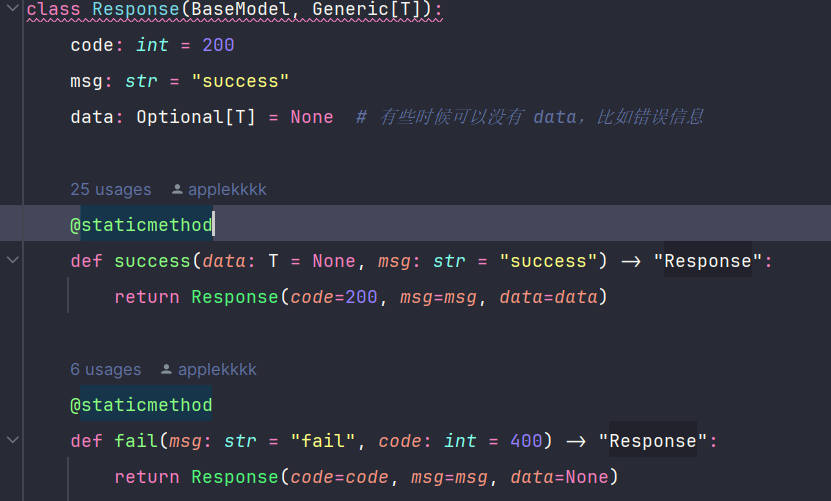 class Response(BaseModel, Generic[T]):
    code: int = 200
    msg: str = "success"
    data: Optional[T] = None  # 有些时候可以没有 data，比如错误信息
    25 usages applekkkk
    @staticmethod
    def success(data: T = None, msg: str = "success") -> "Response":
        return Response(code=200, msg=msg, data=data)
    6 usages applekkkk
    @staticmethod
    def fail(msg: str = "fail", code: int = 400) -> "Response":
        return Response(code=code, msg=msg, data=None)